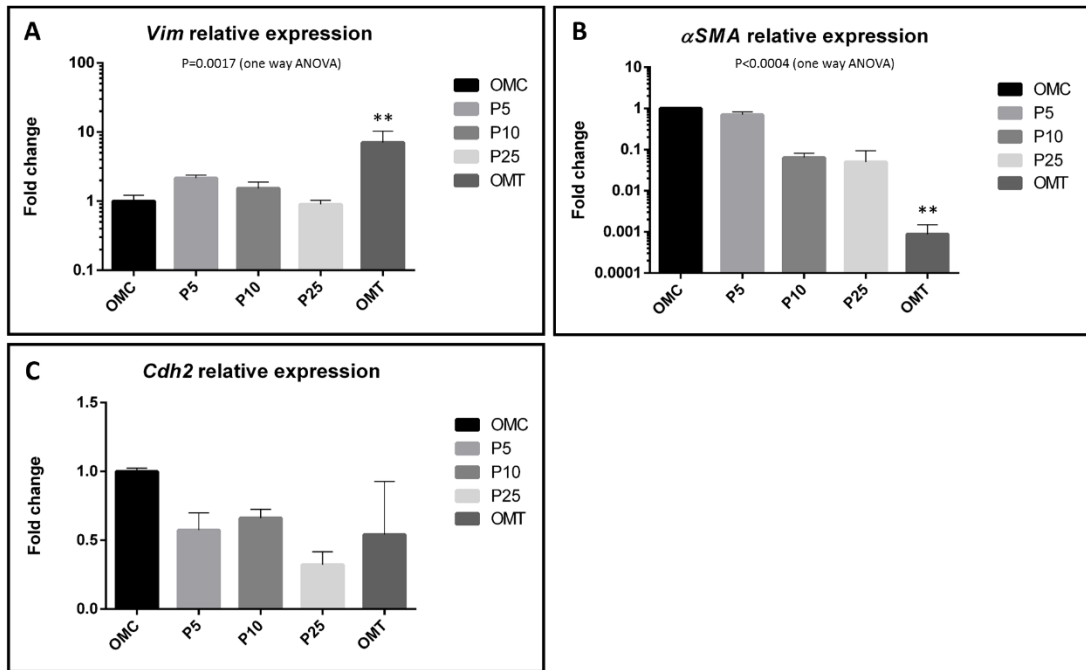 A
Vim relative expression
P=0.0017 (one way ANOVA)
Fold change
100
10
1
0.1
**
OMC
P5
P10
P25
OMT
OMC
P5
P10
P25
OMT
B
αSMA relative expression
P<0.0004 (one way ANOVA)
Fold change
10
1
0.1
0.01
0.001
0.0001
**
OMC
P5
P10
P25
OMT
OMC
P5
P10
P25
OMT
C
Cdh2 relative expression
Fold change
1.5
1.0
0.5
0.0
OMC
P5
P10
P25
OMT
OMC
P5
P10
P25
OMT